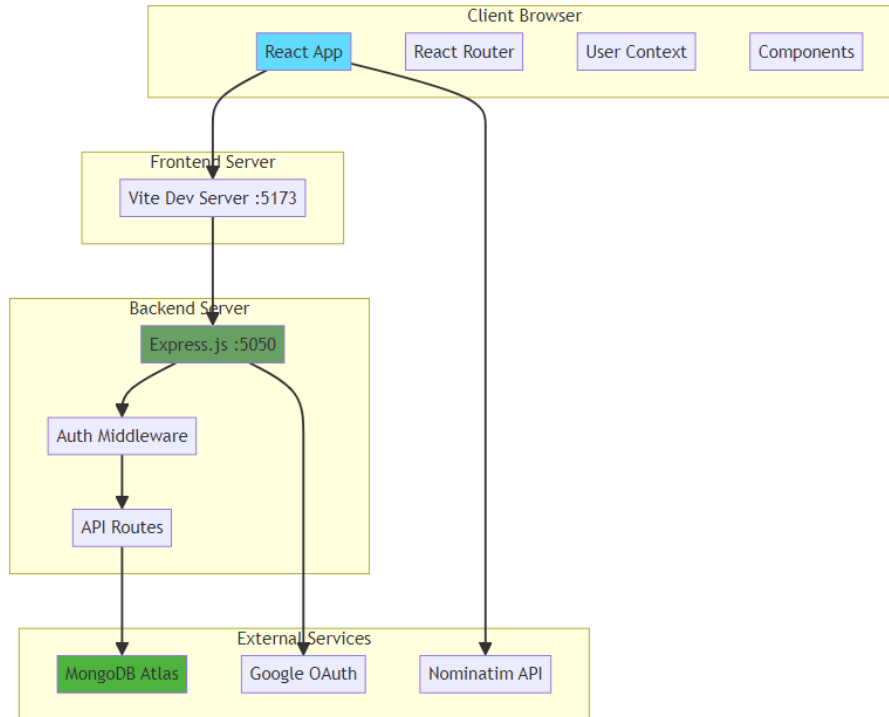 Client Browser
React App
React Router
User Context
Components
Frontend Server
Vite Dev Server :5173
Backend Server
Express.js :5050
Auth Middleware
API Routes
External Services
MongoDB Atlas
Google OAuth
Nominatim API